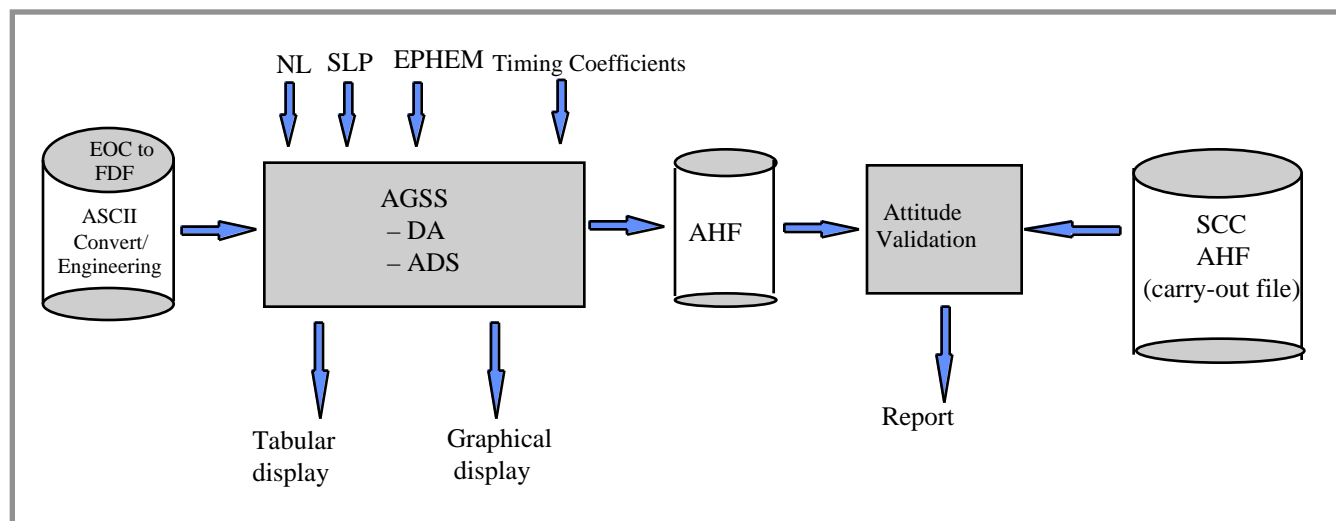 NL SLP EPHEM Timing Coefficients
EOC to
FDF
ASCII
Convert/
Engineering
AGSS
– DA
– ADS
AHF
Attitude
Validation
SCC
AHF
(carry-out file)
Tabular
display
Graphical
display
Report